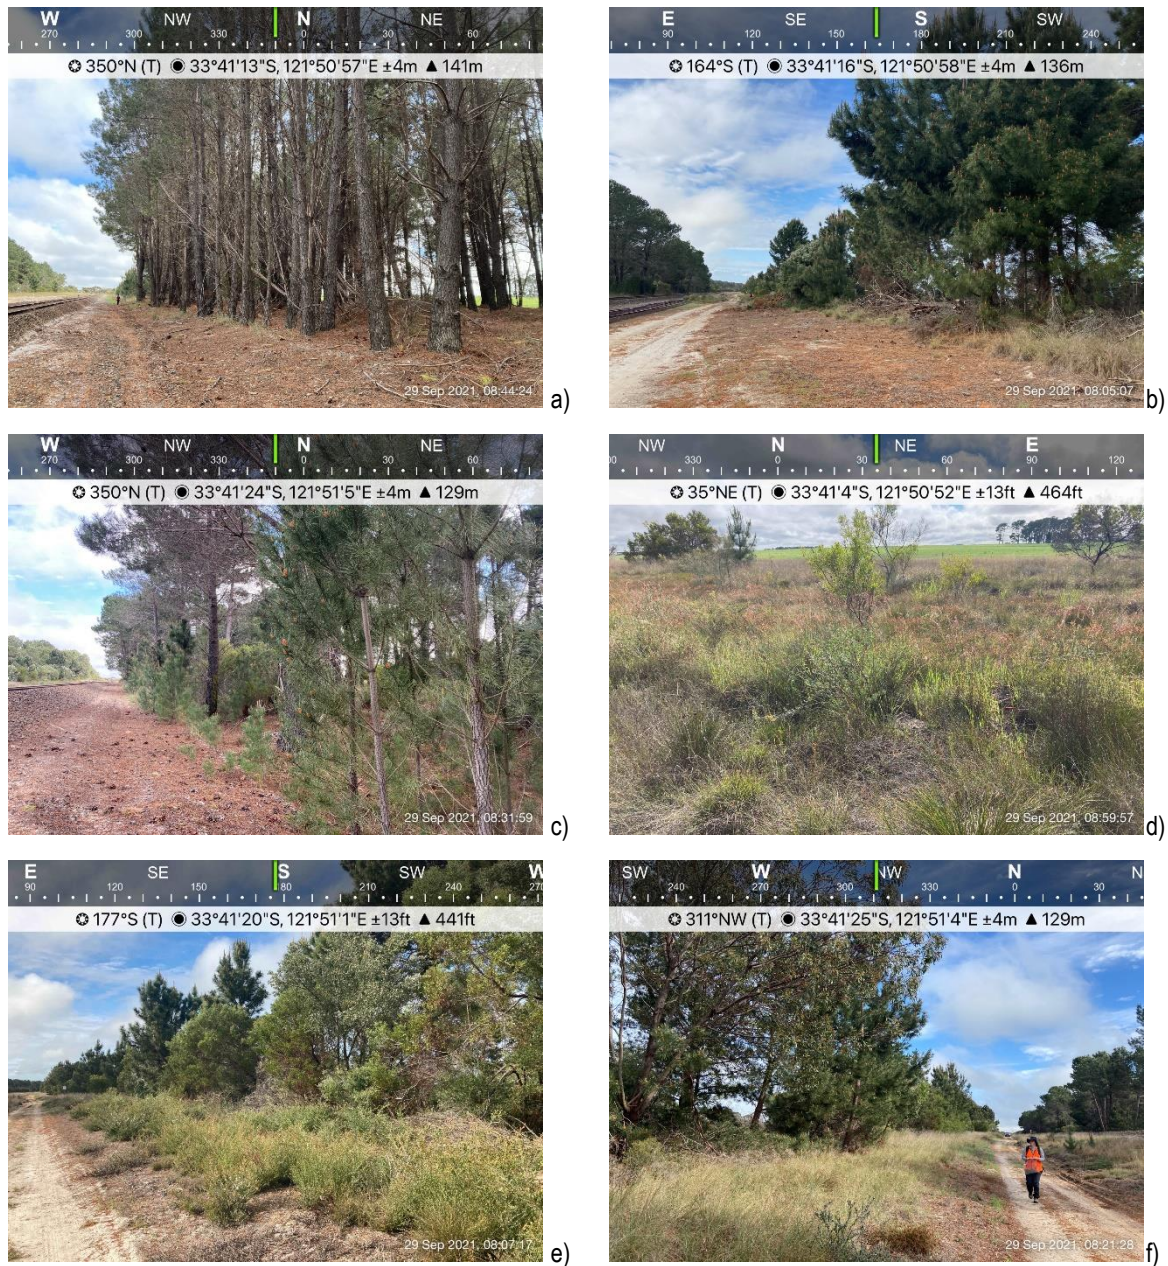 W NW N NE
270 300 330 0 30 60
350°N (T) 33°41'13"S, 121°50'57"E ±4m ▲ 141m
29 Sep 2021, 08:44:24
a)
E SE S SW
90 120 150 180 210 240
164°S (T) 33°41'16"S, 121°50'58"E ±4m ▲ 136m
29 Sep 2021, 08:05:07
b)
W NW N NE
270 300 330 0 30 60
350°N (T) 33°41'24"S, 121°51'5"E ±4m ▲ 129m
29 Sep 2021, 08:31:59
c)
NW N NE E
00 330 0 30 60 90 120
35°NE (T) 33°41'4"S, 121°50'52"E ±13ft ▲ 464ft
29 Sep 2021, 08:59:57
d)
E SE S SW W
90 120 150 80 210 240 270
177°S (T) 33°41'20"S, 121°51'1"E ±13ft ▲ 441ft
29 Sep 2021, 08:07:17
e)
SW W NW N N
240 270 300 330 0 30
311°NW (T) 33°41'25"S, 121°51'4"E ±4m ▲ 129m
29 Sep 2021, 08:21:28
f)